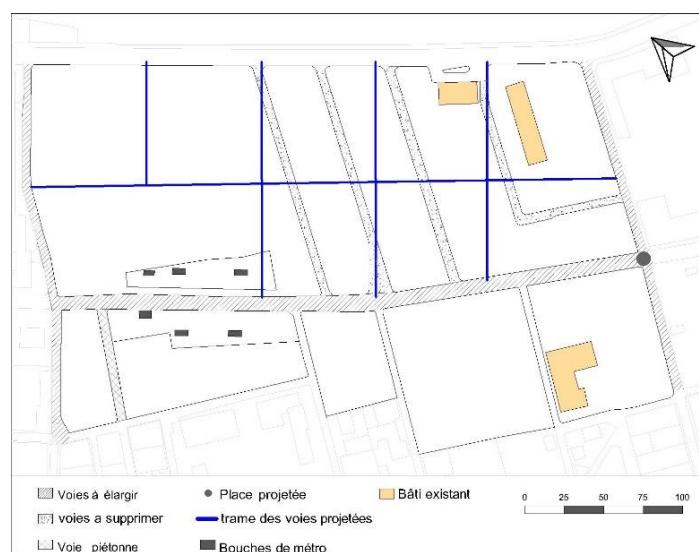 Voies à élargir
Place projetée
Bâti existant
0 25 50 75 100
voies a supprimer
trame des voies projetées
Voie piétonne
Bouches de métro